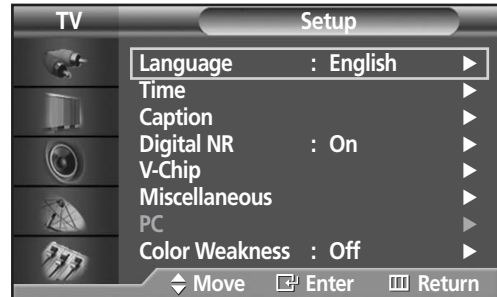 TV Setup
Language : English
Time
Caption
Digital NR : On
V-Chip
Miscellaneous
PC
Color Weakness : Off
Move Enter Return